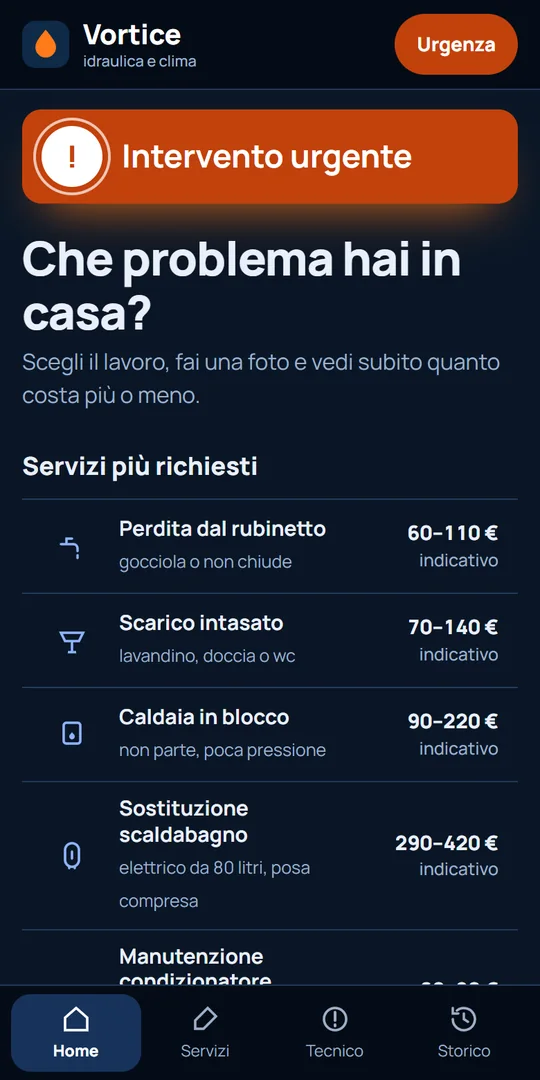 Vortice
idraulica e clima
Urgenza
!
Intervento urgente
Che problema hai in
casa?
Scegli il lavoro, fai una foto e vedi subito quanto
costa più o meno.
Servizi più richiesti
Perdita dal rubinetto
gocciola o non chiude
60–110 €
indicativo
Scarico intasato
lavandino, doccia o wc
70–140 €
indicativo
Caldaia in blocco
non parte, poca pressione
90–220 €
indicativo
Sostituzione
scaldabagno
elettrico da 80 litri, posa
compresa
290–420 €
indicativo
Manutenzione
condizionatore
Home
Servizi
Tecnico
Storico